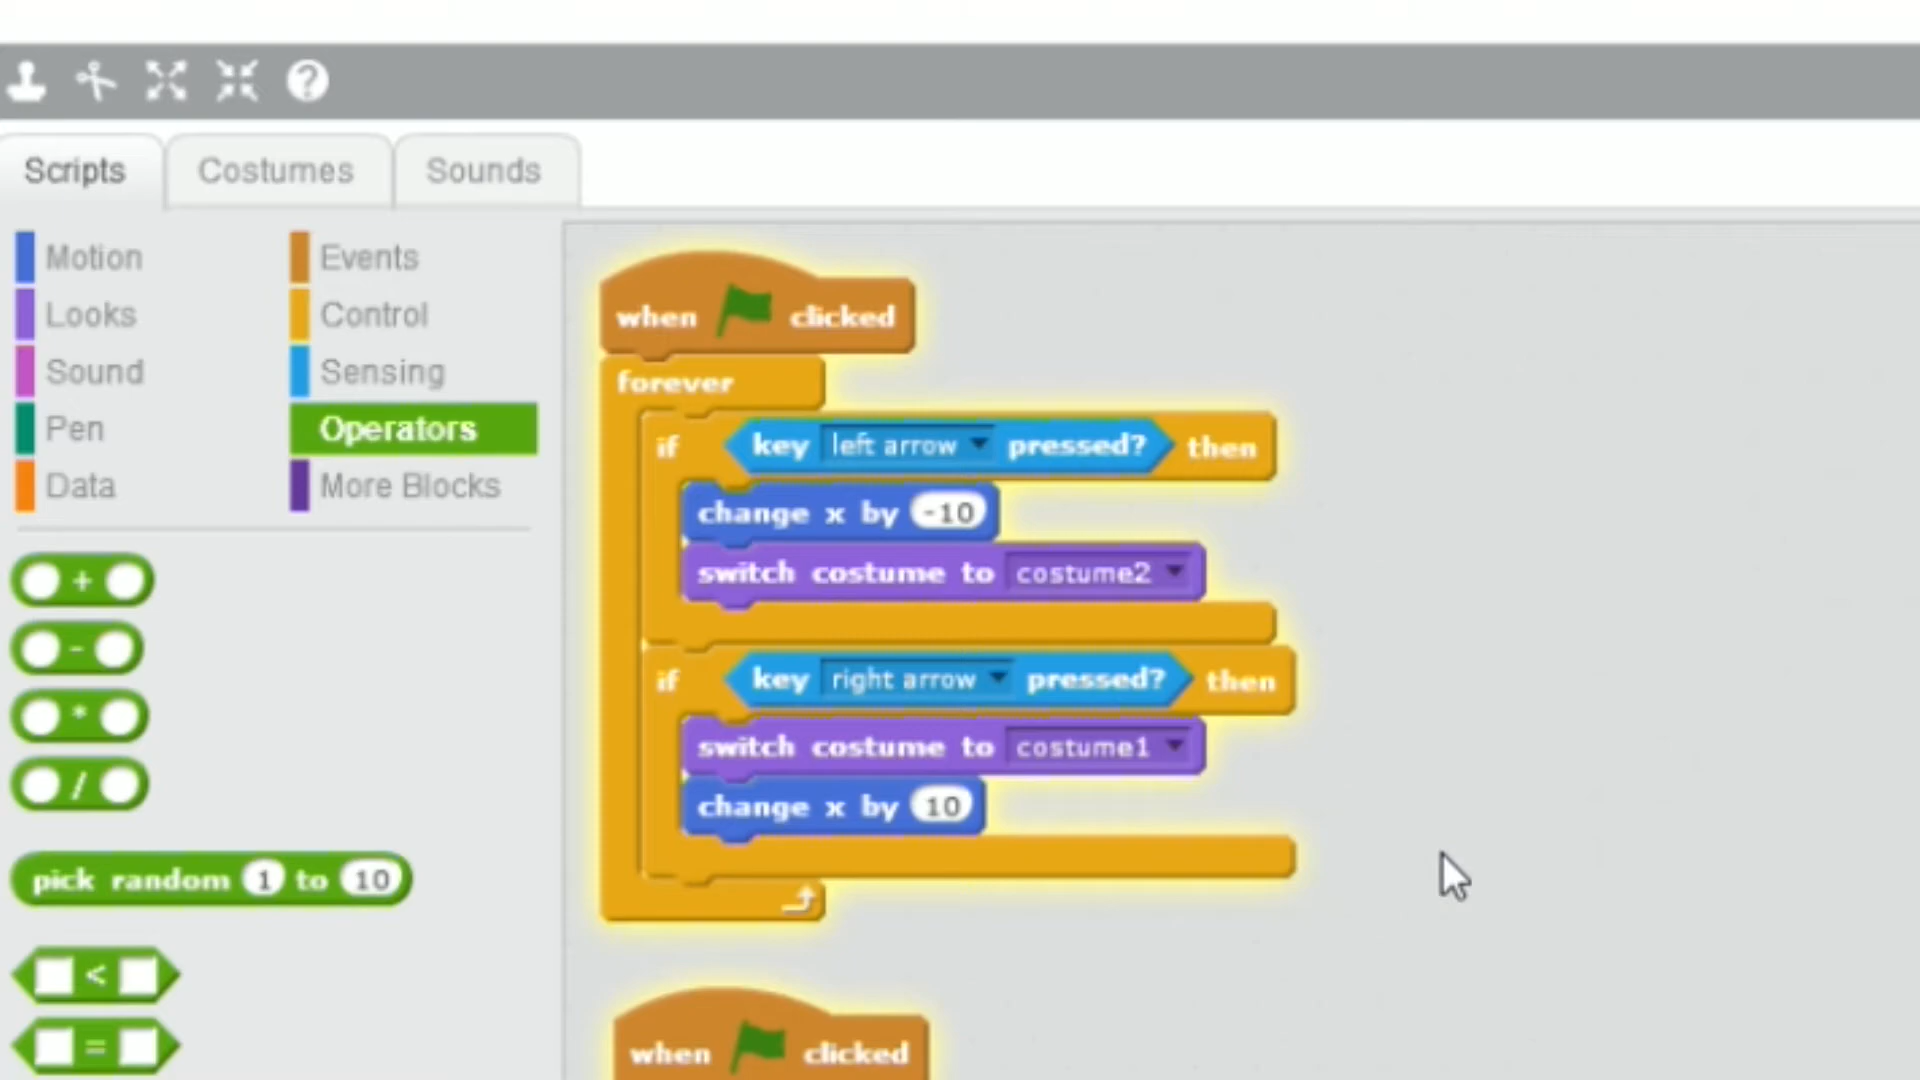 Scripts
Costumes
Sounds
Motion
Events
Looks
Control
Sound
Sensing
Pen
Operators
Data
More Blocks
+
-
*
/
pick random 1 to 10
<
=
when clicked
forever
if key left arrow pressed? then
change x by -10
switch costume to costume2
if key right arrow pressed? then
switch costume to costume1
change x by 10
when clicked